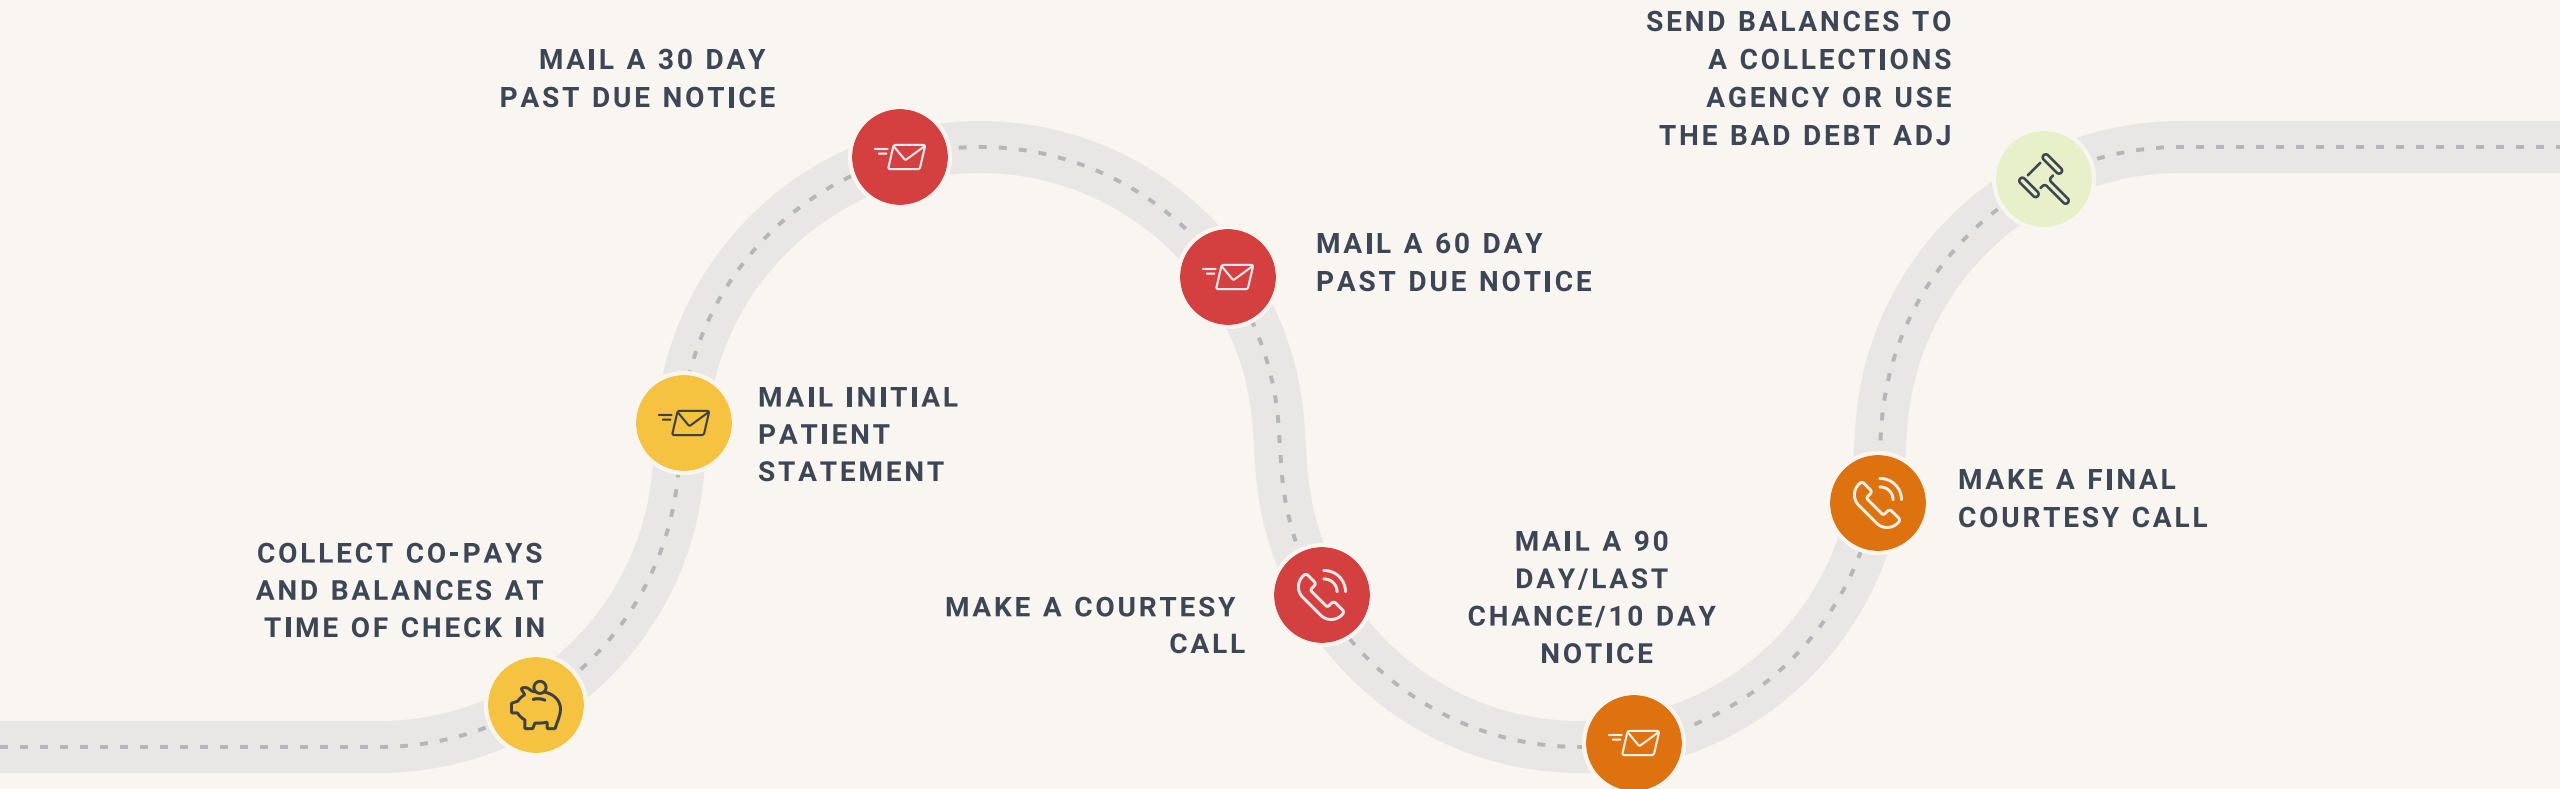 COLLECT CO-PAYS
AND BALANCES AT
TIME OF CHECK IN
MAIL INITIAL
PATIENT
STATEMENT
MAIL A 30 DAY
PAST DUE NOTICE
MAIL A 60 DAY
PAST DUE NOTICE
MAKE A COURTESY
CALL
MAIL A 90
DAY/LAST
CHANCE/10 DAY
NOTICE
MAKE A FINAL
COURTESY CALL
SEND BALANCES TO
A COLLECTIONS
AGENCY OR USE
THE BAD DEBT ADJ